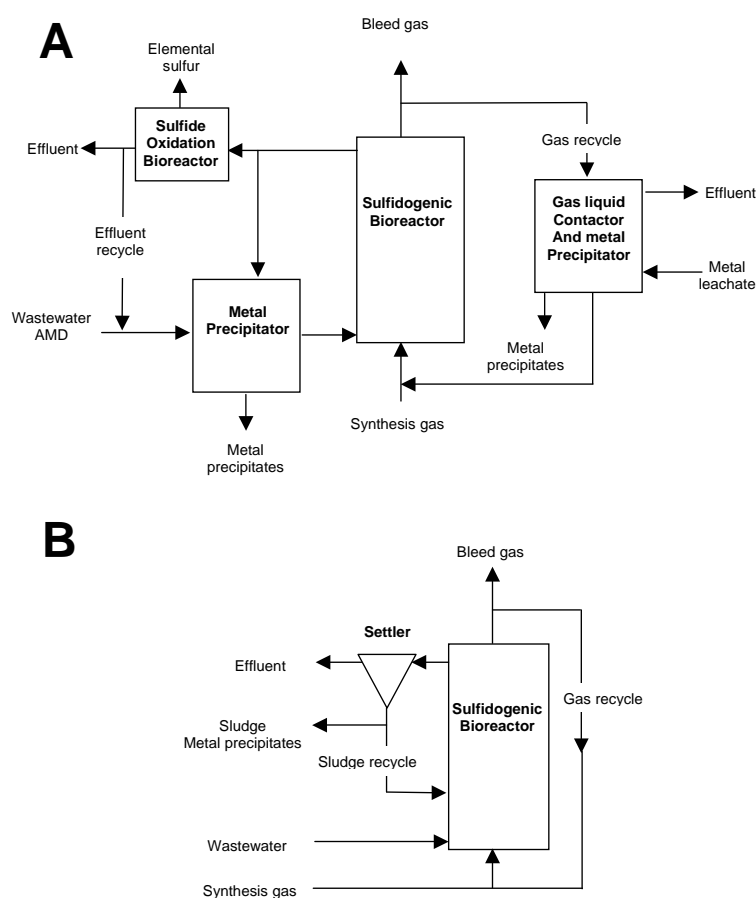 A
Bleed gas
Elemental
sulfur
Sulfide
Oxidation
Bioreactor
Effluent
Gas recycle
Sulfidogenic
Bioreactor
Gas liquid
Contactor
And metal
Precipitator
Effluent
Effluent
recycle
Metal
leachate
Wastewater
AMD
Metal
Precipitator
Metal
precipitates
Synthesis gas
Metal
precipitates
B
Bleed gas
Settler
Effluent
Sulfidogenic
Bioreactor
Gas recycle
Sludge
Metal precipitates
Sludge recycle
Wastewater
Synthesis gas